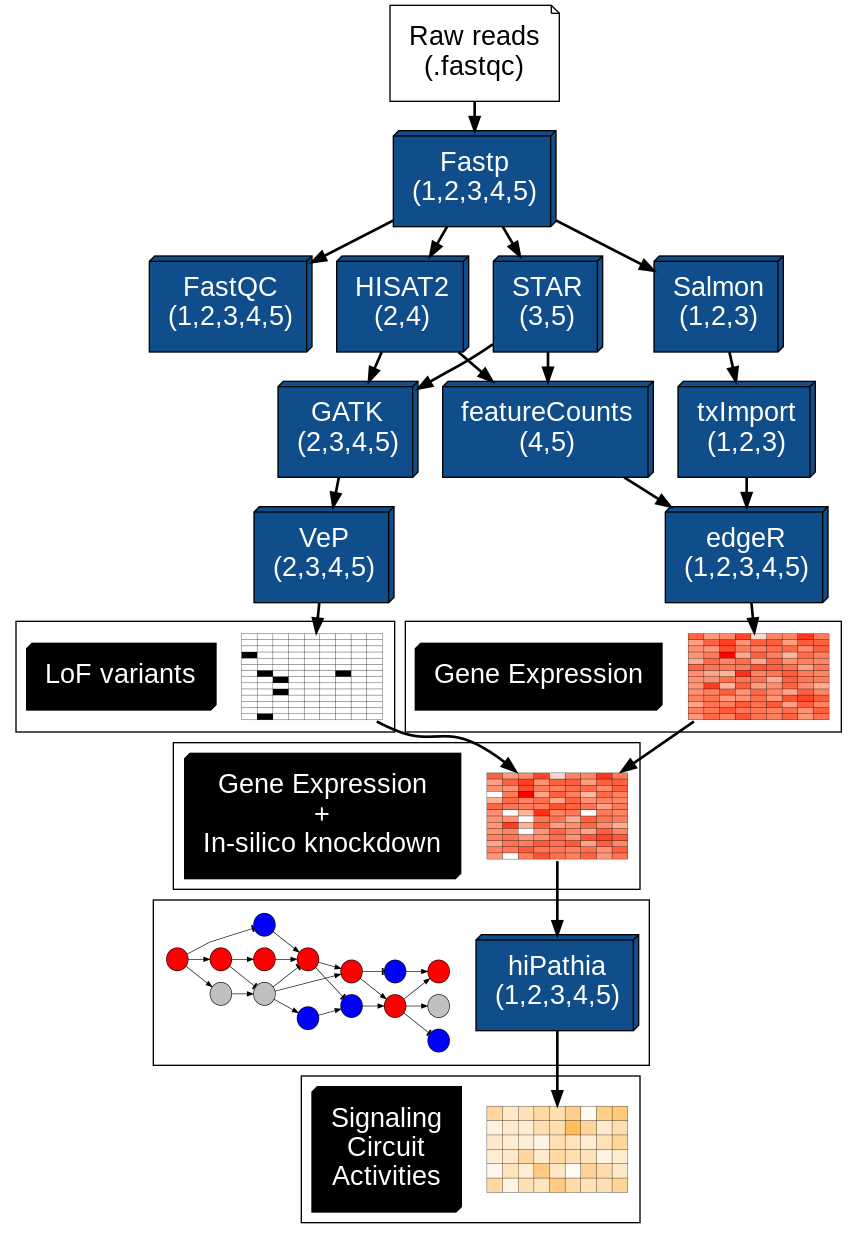 Raw reads
(.fastqc)
Fastp
(1,2,3,4,5)
FastQC
(1,2,3,4,5)
HISAT2
(2,4)
STAR
(3,5)
Salmon
(1,2,3)
GATK
(2,3,4,5)
featureCounts
(4,5)
txImport
(1,2,3)
VeP
(2,3,4,5)
edgeR
(1,2,3,4,5)
LoF variants
Gene Expression
Gene Expression
+
In-silico knockdown
hiPathia
(1,2,3,4,5)
Signaling
Circuit
Activities